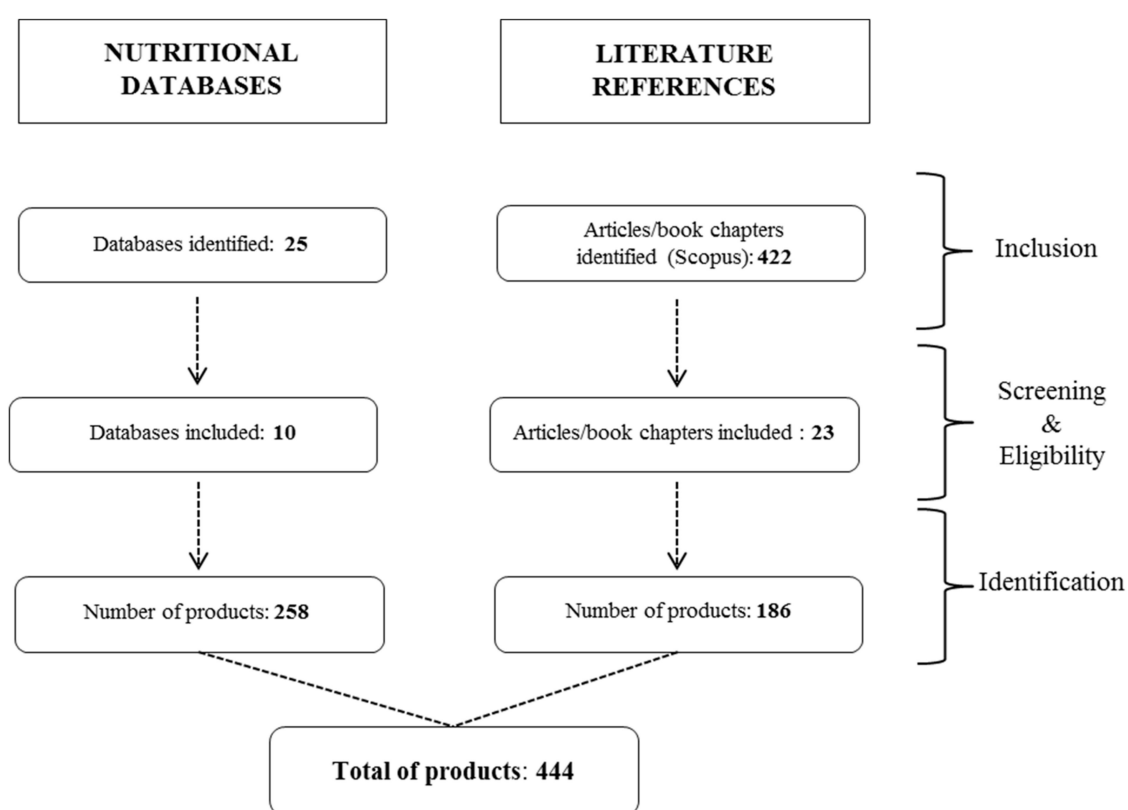 NUTRITIONAL
DATABASES
LITERATURE
REFERENCES
Databases identified: 25
Articles/book chapters
identified (Scopus): 422
Inclusion
Databases included: 10
Articles/book chapters included : 23
Screening
&
Eligibility
Number of products: 258
Number of products: 186
Identification
Total of products: 444